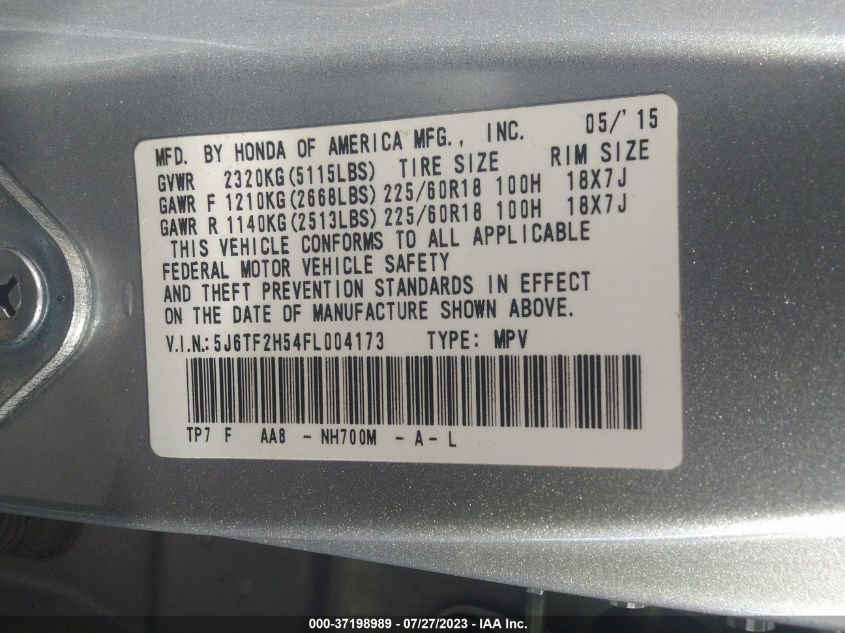 MFD. BY HONDA OF AMERICA MFG., INC. 05/'15
GVWR 2320KG(5115LBS) TIRE SIZE RIM SIZE
GAWR F 1210KG(2668LBS) 225/60R18 100H 18X7J
GAWR R 1140KG(2513LBS) 225/60R18 100H 18X7J
THIS VEHICLE CONFORMS TO ALL APPLICABLE
FEDERAL MOTOR VEHICLE SAFETY
AND THEFT PREVENTION STANDARDS IN EFFECT
ON THE DATE OF MANUFACTURE SHOWN ABOVE.
V.I.N.:5J6TF2H54FL004173 TYPE: MPV
TP7 F AA8 - NH700M - A - L
000-37198989 - 07/27/2023 - IAA Inc.